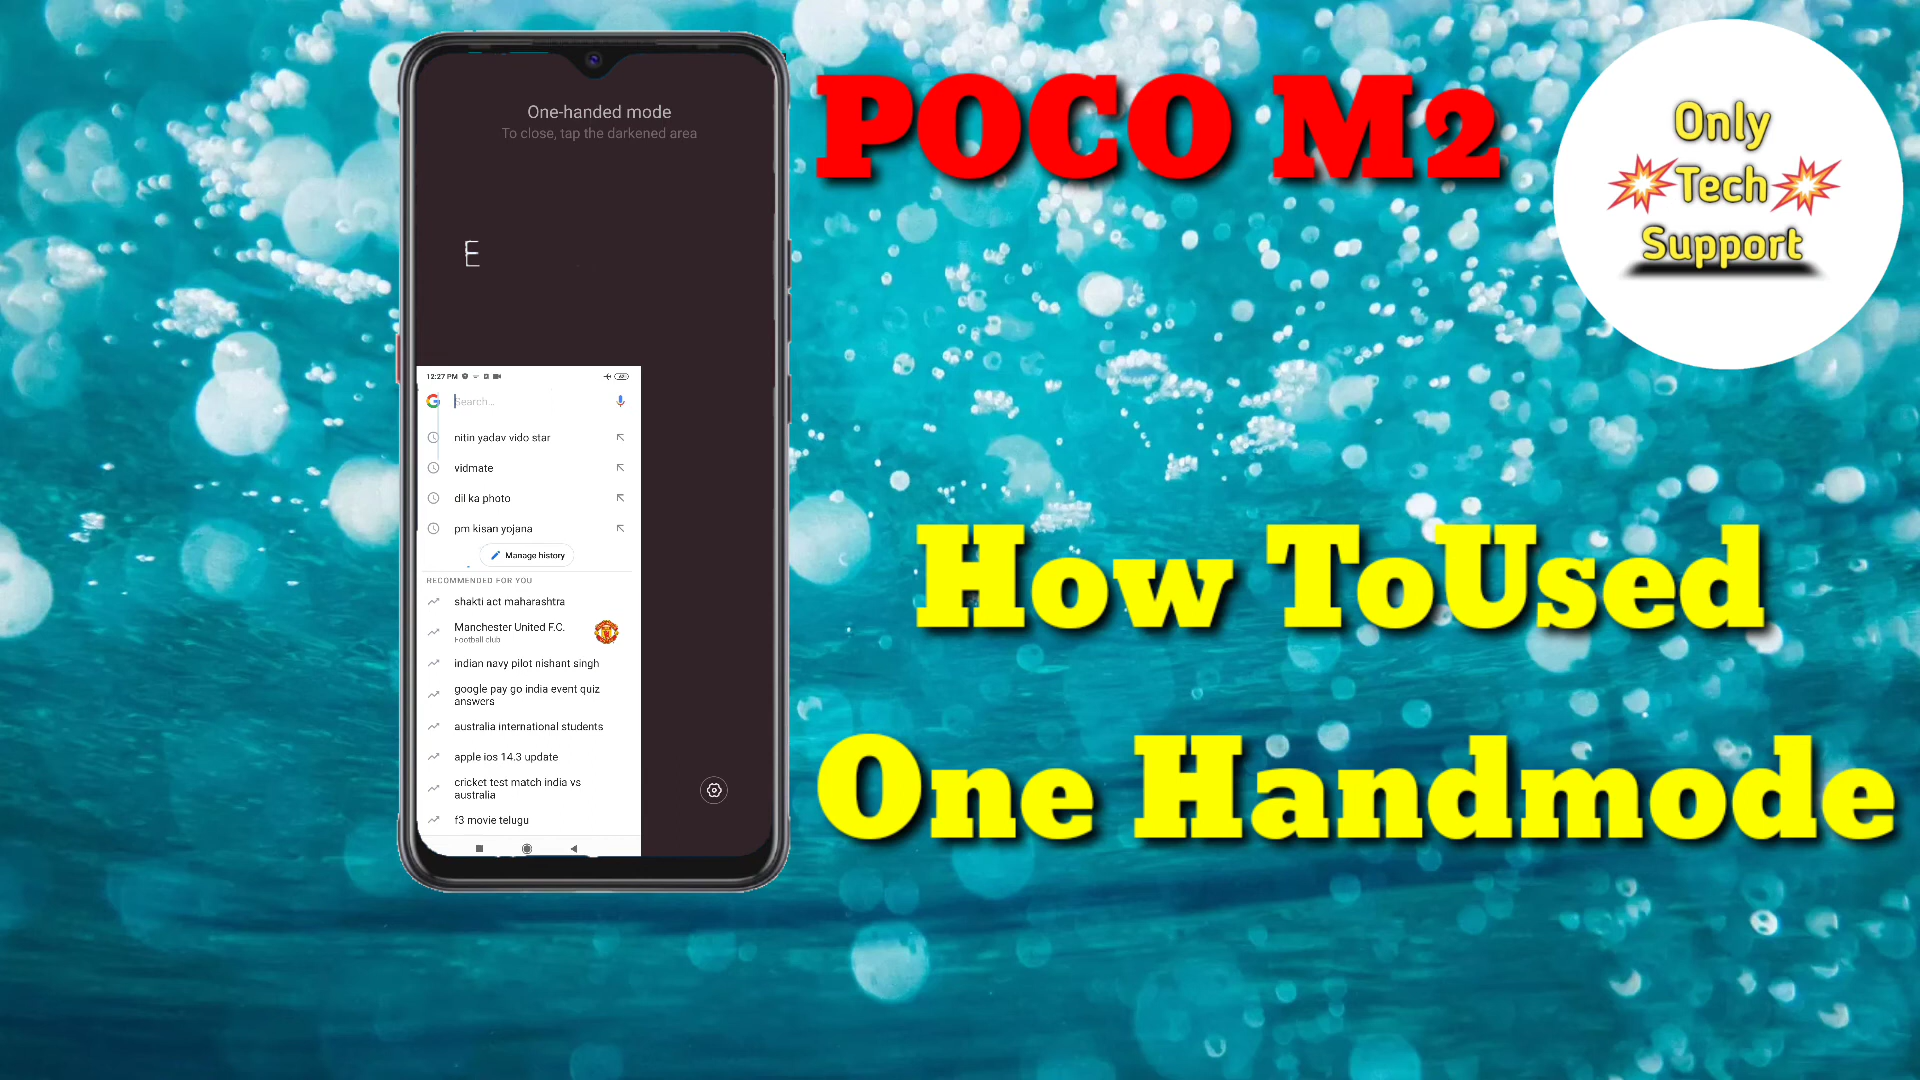 One-handed mode
To close, tap the darkened area
E
12:27 PM
Search...
nitin yadav vido star
vidmate
dil ka photo
pm kisan yojana
Manage history
RECOMMENDED FOR YOU
shakti act maharashtra
Manchester United F.C.
Football club
indian navy pilot nishant singh
google pay go india event quiz
answers
australia international students
apple ios 14.3 update
cricket test match india vs
australia
f3 movie telugu
POCO M2
Only
Tech
Support
How ToUsed
One Handmode